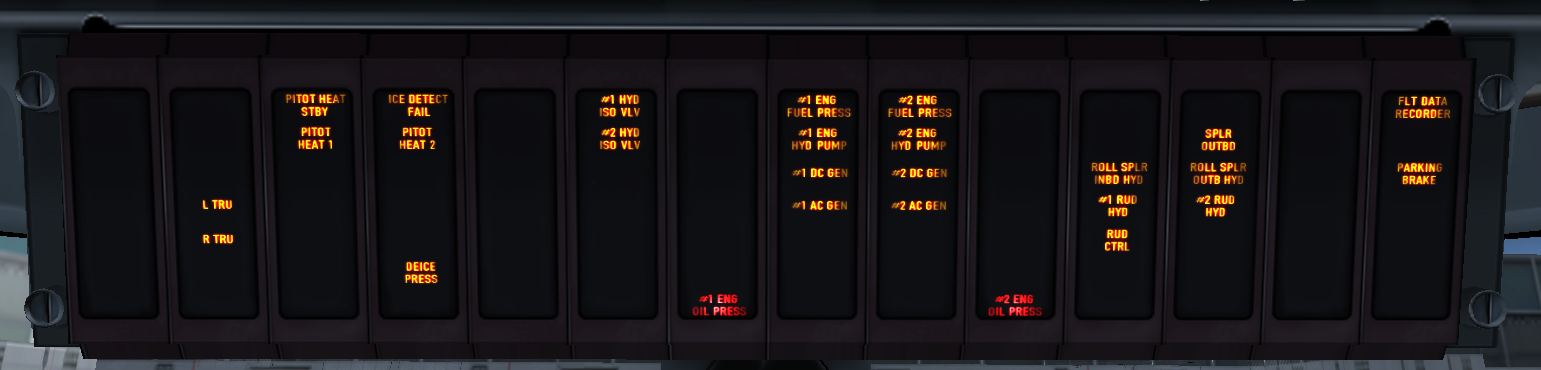 L TRU
R TRU
PITOT HEAT
STBY
PITOT
HEAT 1
ICE DETECT
FAIL
PITOT
HEAT 2
DEICE
PRESS
#1 HYD
ISO VLV
#2 HYD
ISO VLV
#1 ENG
OIL PRESS
#1 ENG
FUEL PRESS
#1 ENG
HYD PUMP
#1 DC GEN
#1 AC GEN
#2 ENG
FUEL PRESS
#2 ENG
HYD PUMP
#2 DC GEN
#2 AC GEN
#2 ENG
OIL PRESS
ROLL SPLR
INBD HYD
#1 RUD
HYD
RUD
CTRL
SPLR
OUTBD
ROLL SPLR
OUTB HYD
#2 RUD
HYD
FLT DATA
RECORDER
PARKING
BRAKE